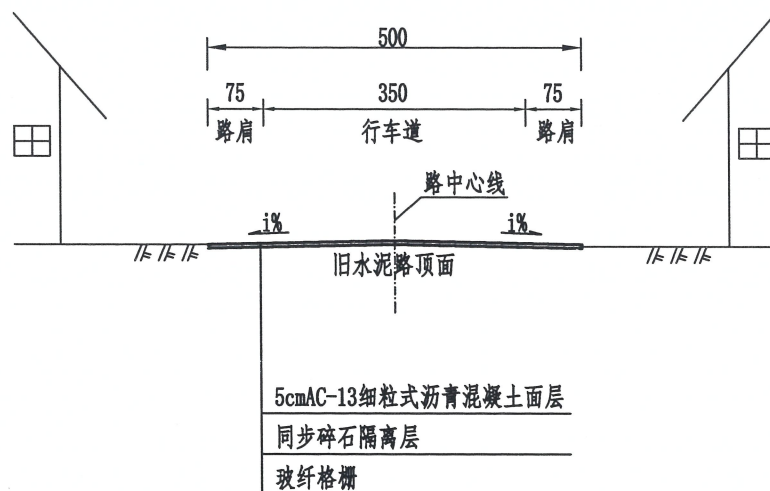 500
75 350 75
路肩 行车道 路肩
路中心线
i% i%
旧水泥路顶面
5cmAC-13细粒式沥青混凝土面层
同步碎石隔离层
玻纤格栅